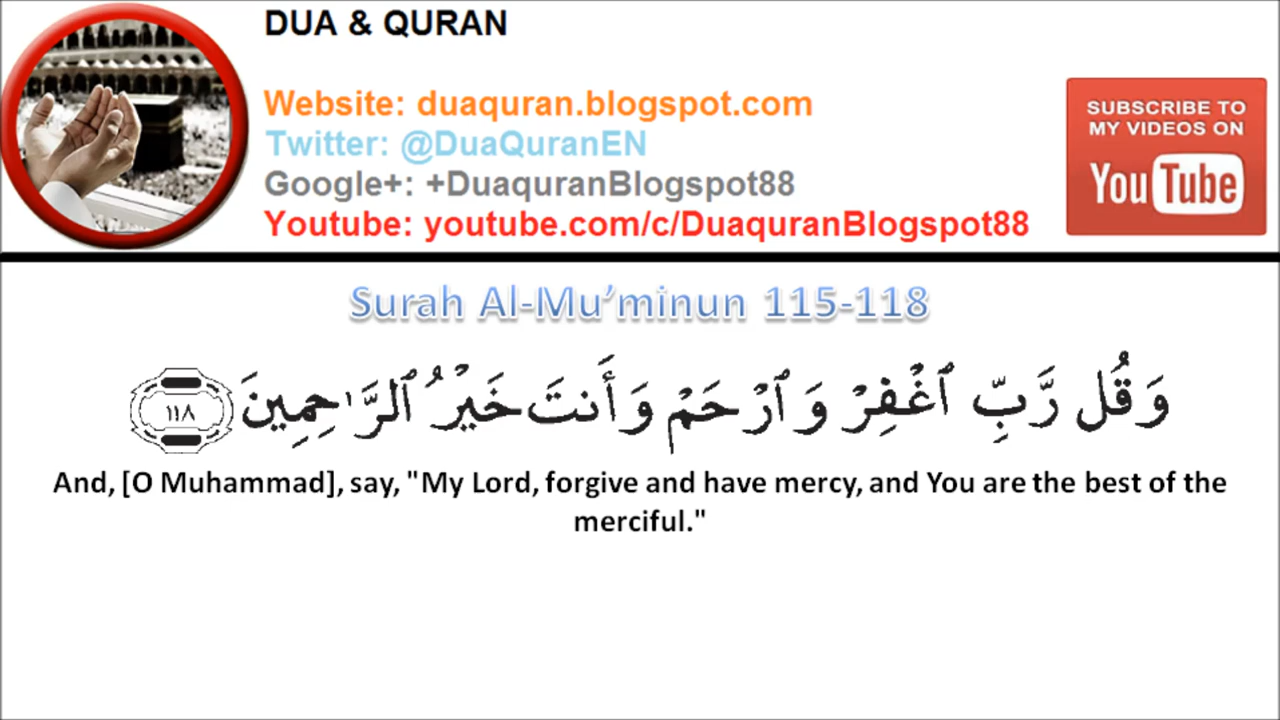 DUA & QURAN
Website: duaquran.blogspot.com
Twitter: @DuaQuranEN
Google+: +DuaquranBlogspot88
Youtube: youtube.com/c/DuaquranBlogspot88
SUBSCRIBE TO
MY VIDEOS ON
YouTube
Surah Al-Mu’minun 115-118
وَقُل رَّبِّ ٱغْفِرْ وَٱرْحَمْ وَأَنتَ خَيْرُ ٱلرَّٰحِمِينَ ١١٨
And, [O Muhammad], say, "My Lord, forgive and have mercy, and You are the best of the
merciful."